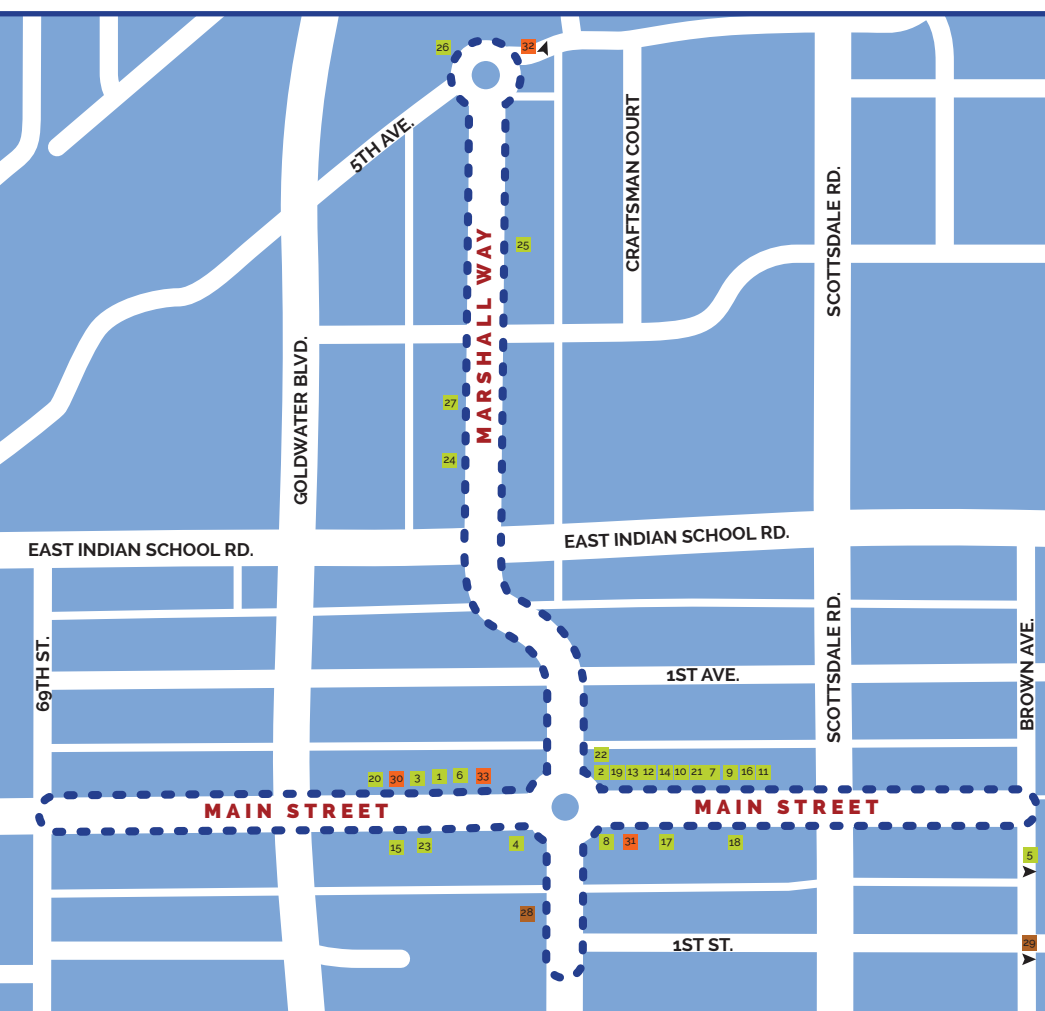 26
32
5TH AVE.
CRAFTSMAN COURT
SCOTTSDALE RD.
MARSHALL WAY
25
GOLDWATER BLVD.
27
24
EAST INDIAN SCHOOL RD.
EAST INDIAN SCHOOL RD.
69TH ST.
1ST AVE.
SCOTTSDALE RD.
BROWN AVE.
22
20 30 3 1 6 33
2 19 13 12 14 10 21 7 9 16 11
MAIN STREET
MAIN STREET
15 23 4
8 31 17 18
5
28
1ST ST.
29